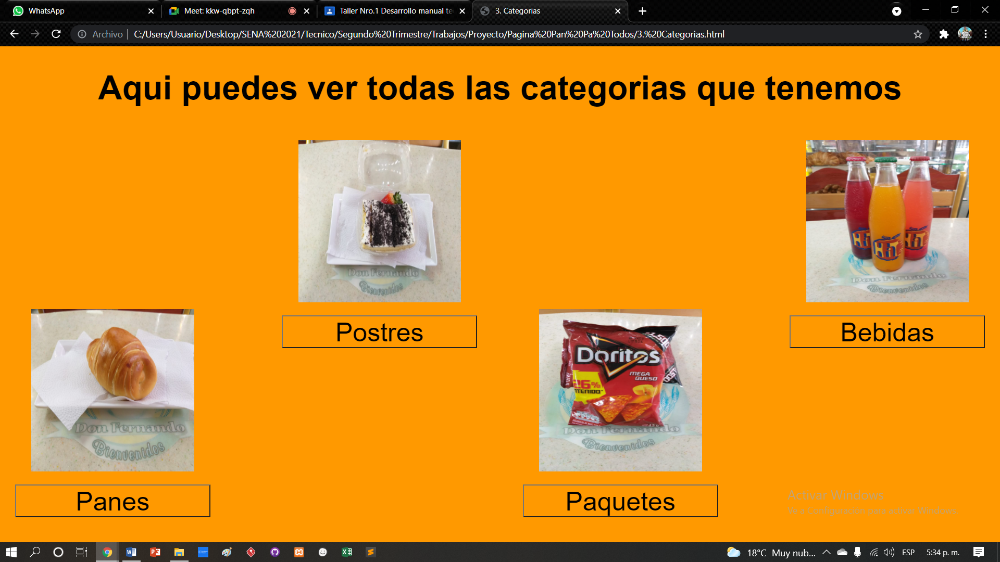 WhatsApp
Meet: kkw-qbpt-zqh
Taller Nro.1 Desarrollo manual te
3. Categorias
Archivo
C:/Users/Usuario/Desktop/SENA%202021/Tecnico/Segundo%20Trimestre/Trabajos/Proyecto/Pagina%20Pan%20Pa%20Todos/3.%20Categorias.html
Aqui puedes ver todas las categorias que tenemos
Don Fernando
Bienvenidos
Postres
Hit
Hit
Hit
Don Fernando
Bienvenidos
Bebidas
Don Fernando
Bienvenidos
Panes
Doritos
MEGA
QUESO
26%
Don Fernando
Bienvenidos
Paquetes
Activar Windows
Ve a Configuración para activar Windows.
18°C Muy nub...
ESP
5:34 p. m.